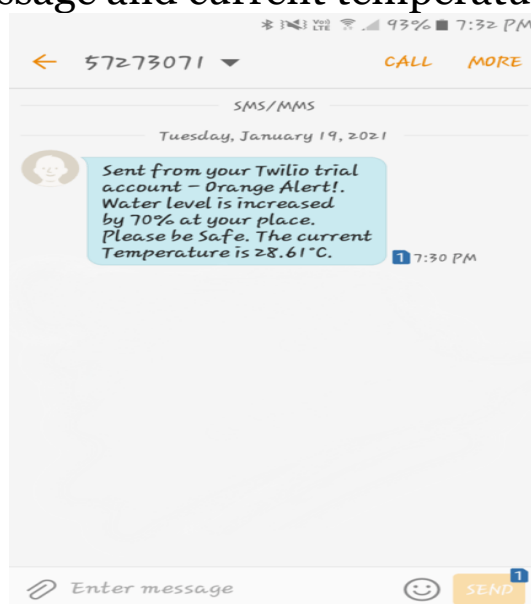 ssage and current temperatu
VoB LTE 93% 7:32 PM
57273071 CALL MORE
SMS/MMS
Tuesday, January 19, 2021
Sent from your Twilio trial
account - Orange Alert!.
Water level is increased
by 70% at your place.
Please be Safe. The current
Temperature is 28.61°C.
1 7:30 PM
Enter message
SEND 1